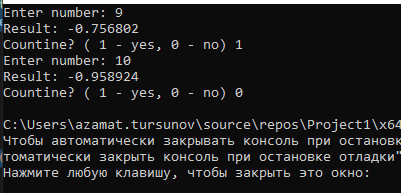 Enter number: 9
Result: -0.756802
Countine? ( 1 - yes, 0 - no) 1
Enter number: 10
Result: -0.958924
Countine? ( 1 - yes, 0 - no) 0
C:\Users\azamat.tursunov\source\repos\Project1\x64
Чтобы автоматически закрывать консоль при остановк
томатически закрыть консоль при остановке отладки"
Нажмите любую клавишу, чтобы закрыть это окно: